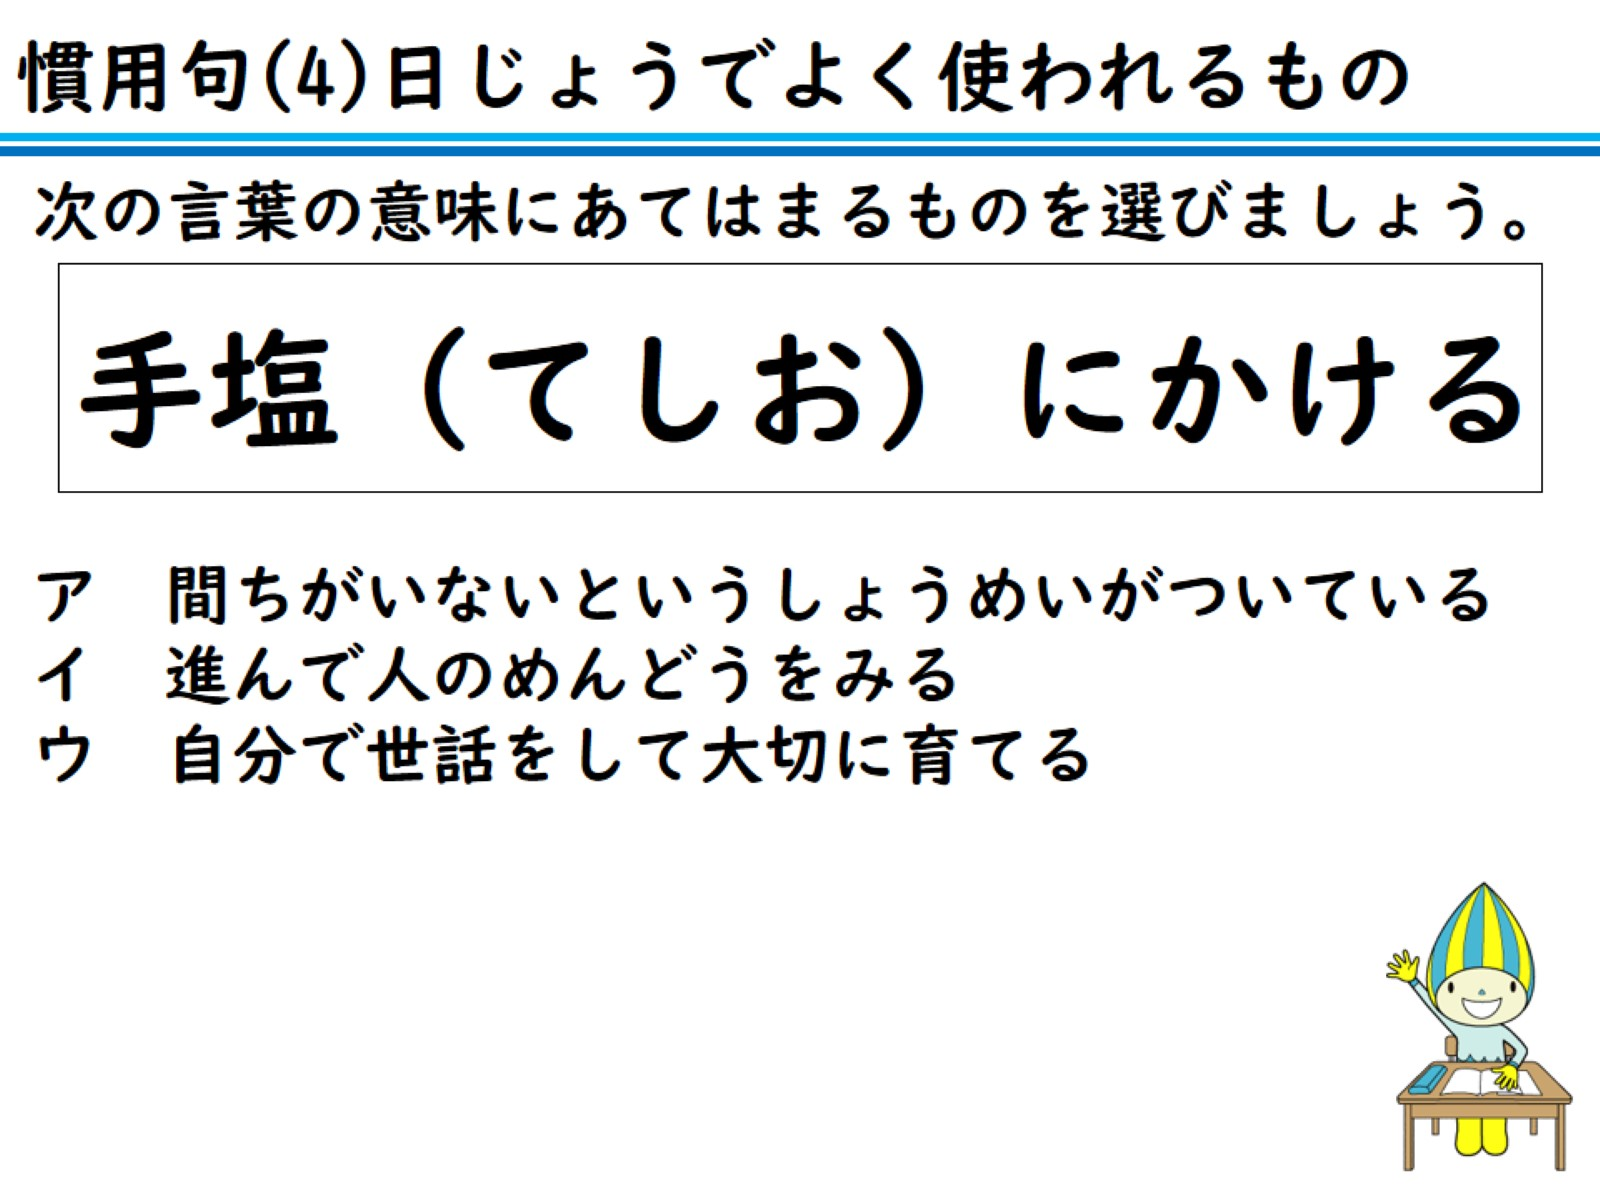 慣用句(4)日じょうでよく使われるもの
次の言葉の意味にあてはまるものを選びましょう。
手塩（てしお）にかける
ア　間ちがいないというしょうめいがついている
イ　進んで人のめんどうをみる
ウ　自分で世話をして大切に育てる